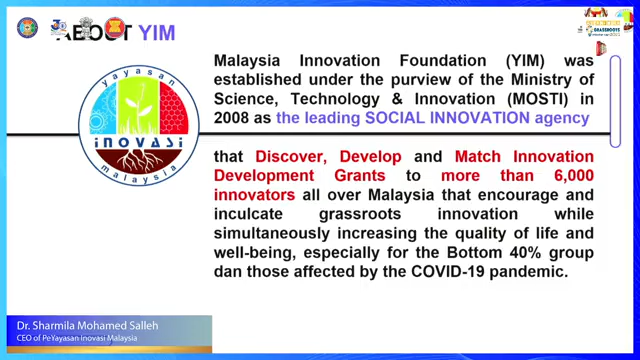 ABOUT YIM
Malaysia Innovation Foundation (YIM) was
established under the purview of the Ministry of
Science, Technology & Innovation (MOSTI) in
2008 as the leading SOCIAL INNOVATION agency
yayasan
inovasi
malaysia
that Discover, Develop and Match Innovation
Development Grants to more than 6,000
innovators all over Malaysia that encourage and
inculcate grassroots innovation while
simultaneously increasing the quality of life and
well-being, especially for the Bottom 40% group
dan those affected by the COVID-19 pandemic.
Dr. Sharmila Mohamed Salleh
CEO of PeYayasan Inovasi Malaysia